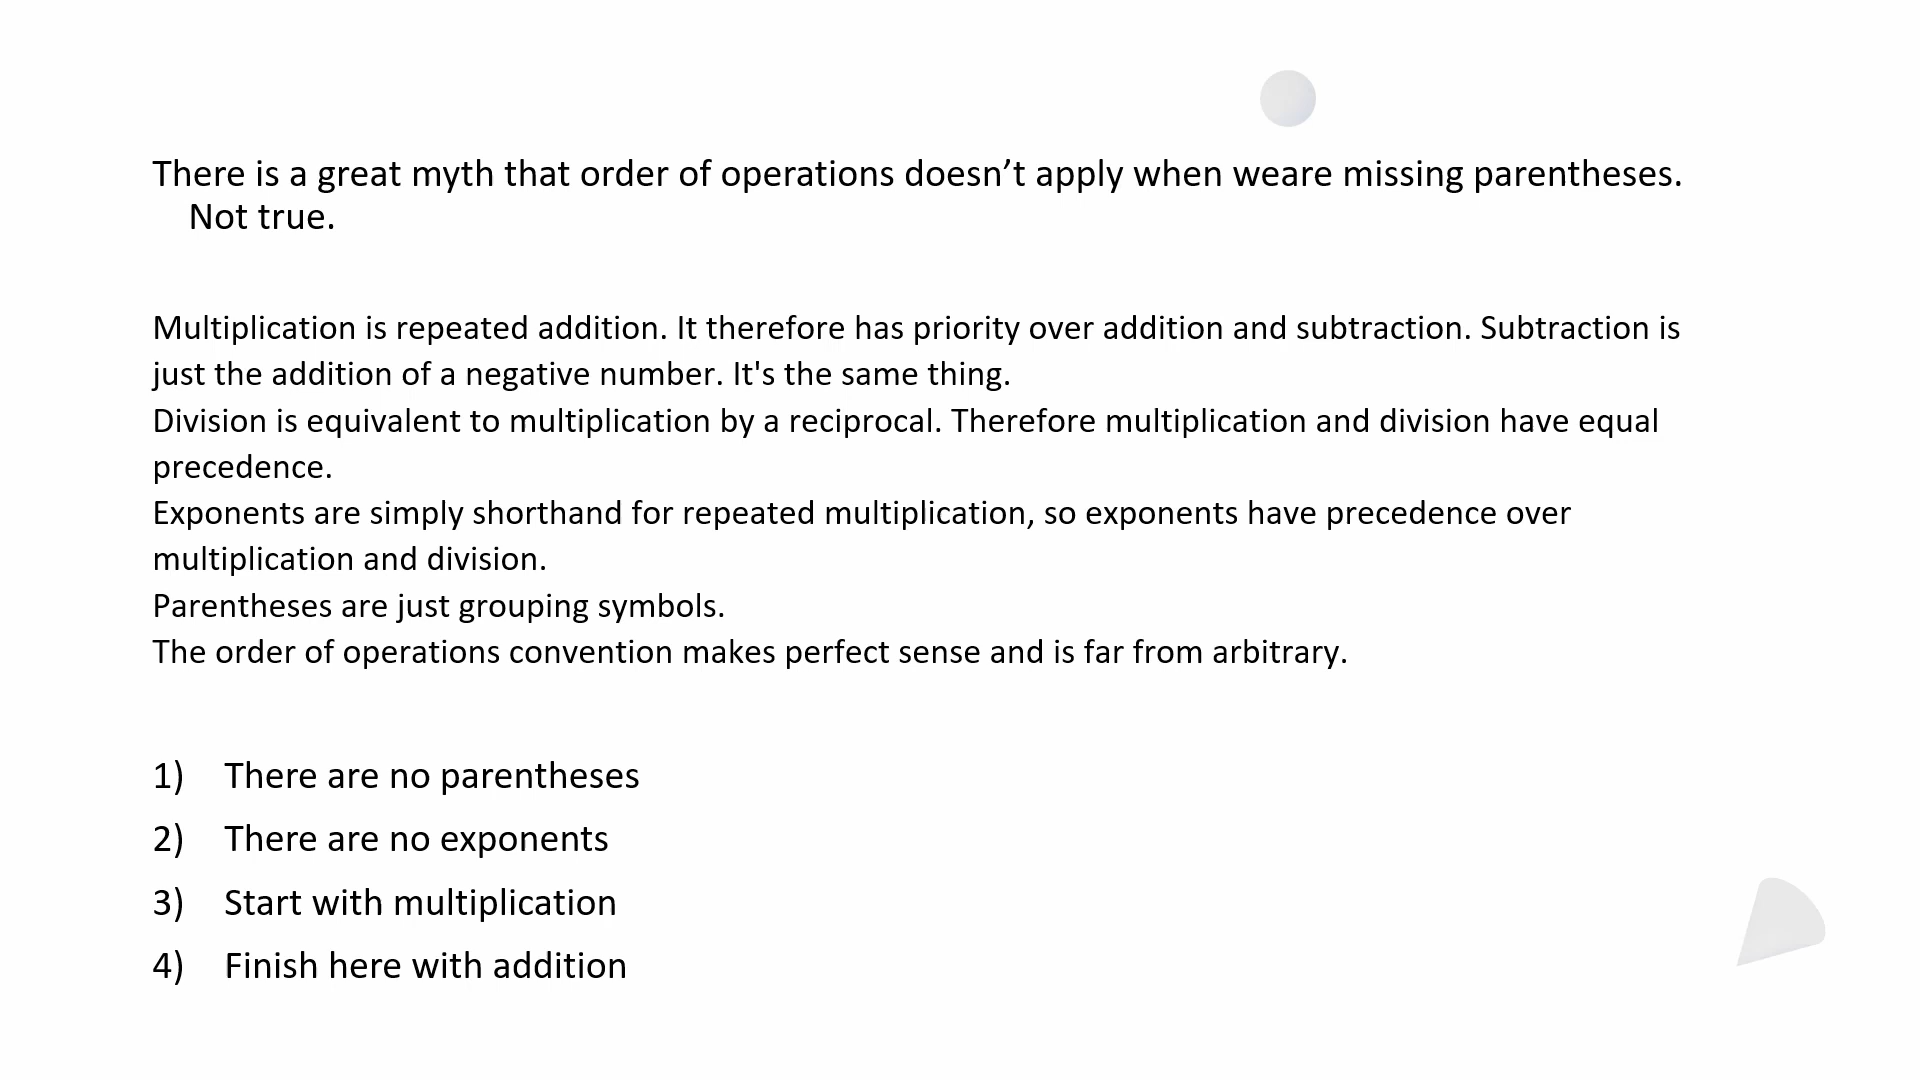 There is a great myth that order of operations doesn’t apply when weare missing parentheses.
Not true.
Multiplication is repeated addition. It therefore has priority over addition and subtraction. Subtraction is
just the addition of a negative number. It's the same thing.
Division is equivalent to multiplication by a reciprocal. Therefore multiplication and division have equal
precedence.
Exponents are simply shorthand for repeated multiplication, so exponents have precedence over
multiplication and division.
Parentheses are just grouping symbols.
The order of operations convention makes perfect sense and is far from arbitrary.
1) There are no parentheses
2) There are no exponents
3) Start with multiplication
4) Finish here with addition